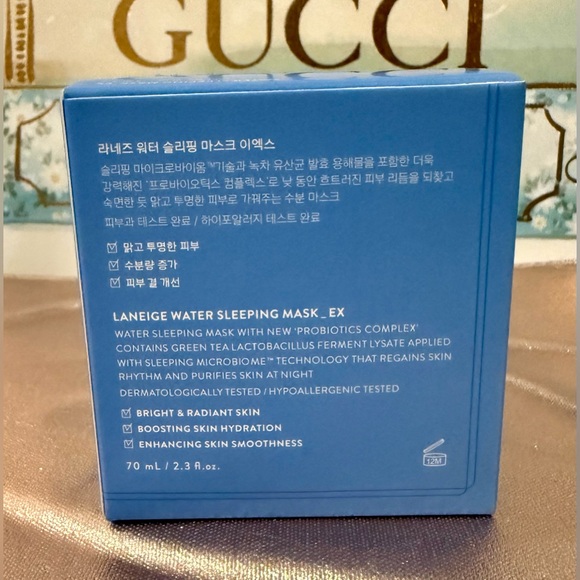 GUCCI
라네즈 워터 슬리핑 마스크 이엑스
슬리핑 마이크로바이옴™기술과 녹차 유산균 발효 용해물을 포함한 더욱
강력해진 '프로바이오틱스 컴플렉스'로 낮 동안 흐트러진 피부 리듬을 되찾고
숙면한 듯 맑고 투명한 피부로 가꿔주는 수분 마스크
피부과 테스트 완료 / 하이포알러지 테스트 완료
맑고 투명한 피부
수분량 증가
피부 결 개선
LANEIGE WATER SLEEPING MASK_EX
WATER SLEEPING MASK WITH NEW 'PROBIOTICS COMPLEX'
CONTAINS GREEN TEA LACTOBACILLUS FERMENT LYSATE APPLIED
WITH SLEEPING MICROBIOME™ TECHNOLOGY THAT REGAINS SKIN
RHYTHM AND PURIFIES SKIN AT NIGHT
DERMATOLOGICALLY TESTED / HYPOALLERGENIC TESTED
BRIGHT & RADIANT SKIN
BOOSTING SKIN HYDRATION
ENHANCING SKIN SMOOTHNESS
70 mL / 2.3 fl.oz.
12M